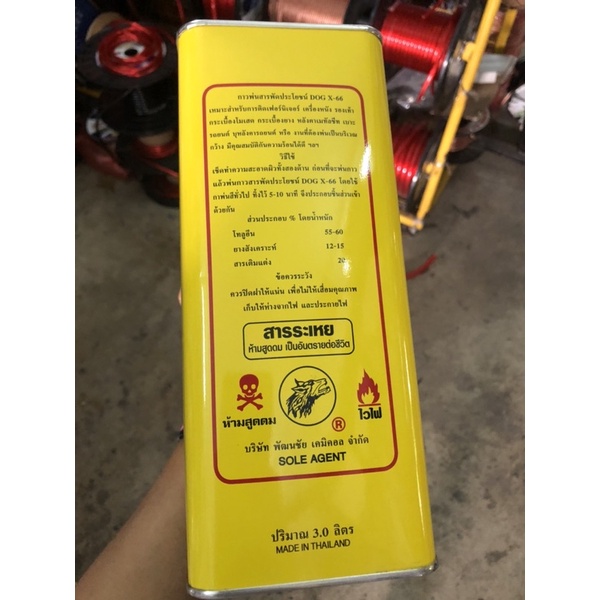 กาวพ่นสารพัดประโยชน์ DOG X-66
เหมาะสำหรับการติดเฟอร์นิเจอร์ เครื่องหนัง รองเท้า
กระเบื้องโมเสค กระเบื้องยาง หลังคาเมทัลชีท เบาะ
รถยนต์ บุหลังคารถยนต์ หรือ งานที่ต้องพ่นเป็นบริเวณ
กว้าง มีคุณสมบัติกันความร้อนได้ดี ฯลฯ
วิธีใช้
เช็ดทำความสะอาดผิวทั้งสองด้าน ก่อนที่จะพ่นกาว
แล้วพ่นกาวสารพัดประโยชน์ DOG X-66 โดยใช้
กาพ่นสีทั่วไป ทิ้งไว้ 5-10 นาที จึงประกอบชิ้นส่วนเข้า
ด้วยกัน
ส่วนประกอบ % โดยน้ำหนัก
โทลูอีน 55-60
ยางสังเคราะห์ 12-15
สารเติมแต่ง 20
ข้อควรระวัง
ควรปิดฝาให้แน่น เพื่อไม่ให้เสื่อมคุณภาพ
เก็บให้ห่างจากไฟ และประกายไฟ
สารระเหย
ห้ามสูดดม เป็นอันตรายต่อชีวิต
ห้ามสูดดม
ไวไฟ
®
บริษัท พัฒนชัย เคมิคอล จำกัด
SOLE AGENT
ปริมาณ 3.0 ลิตร
MADE IN THAILAND